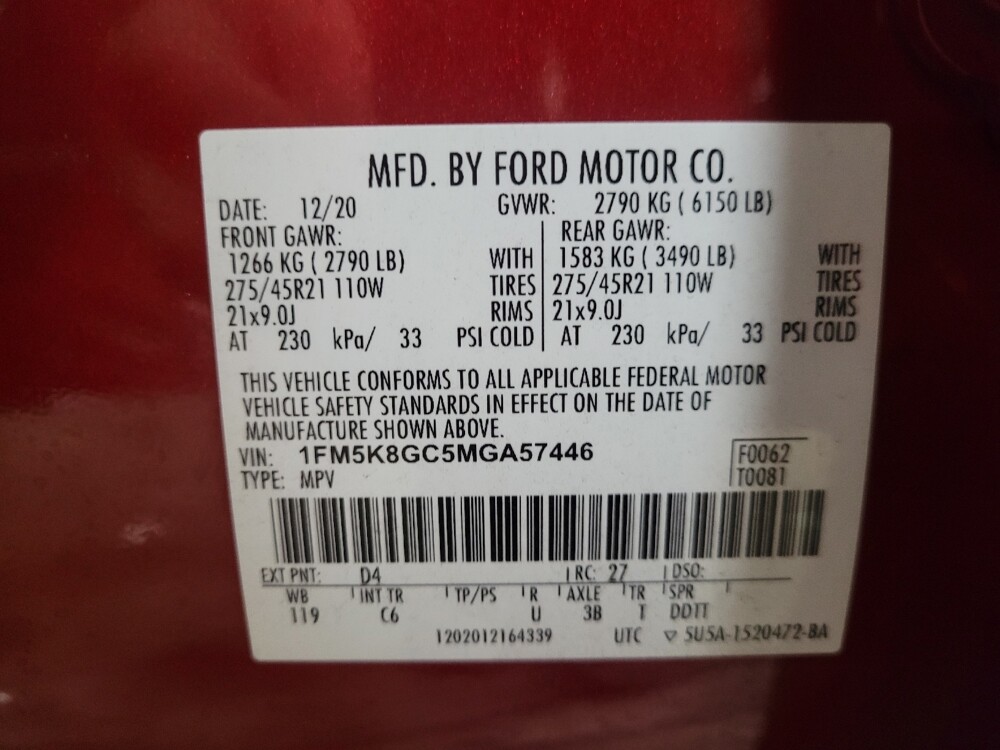 MFD. BY FORD MOTOR CO.
DATE: 12/20 GVWR: 2790 KG ( 6150 LB)
FRONT GAWR: REAR GAWR:
1266 KG ( 2790 LB) WITH 1583 KG ( 3490 LB) WITH
275/45R21 110W TIRES 275/45R21 110W TIRES
21x9.0J RIMS 21x9.0J RIMS
AT 230 kPa/ 33 PSI COLD AT 230 kPa/ 33 PSI COLD
THIS VEHICLE CONFORMS TO ALL APPLICABLE FEDERAL MOTOR
VEHICLE SAFETY STANDARDS IN EFFECT ON THE DATE OF
MANUFACTURE SHOWN ABOVE.
VIN: 1FM5K8GC5MGA57446 F0062
TYPE: MPV T0081
EXT PNT: D4 RC: 27 DSO:
WB INT TR TP/PS R AXLE TR SPR
119 C6 U 3B T DDTT
1202012164339 UTC ▽ 5U5A-1520472-BA